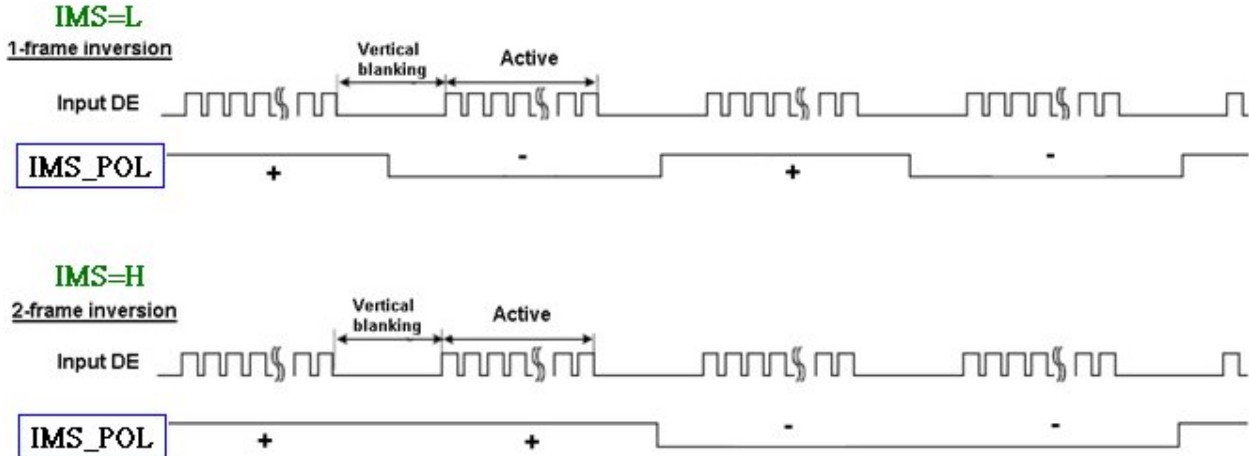 IMS=L
1-frame inversion
Vertical
blanking
Active
Input DE
IMS_POL
+
-
+
-
IMS=H
2-frame inversion
Vertical
blanking
Active
Input DE
IMS_POL
+
+
-
-